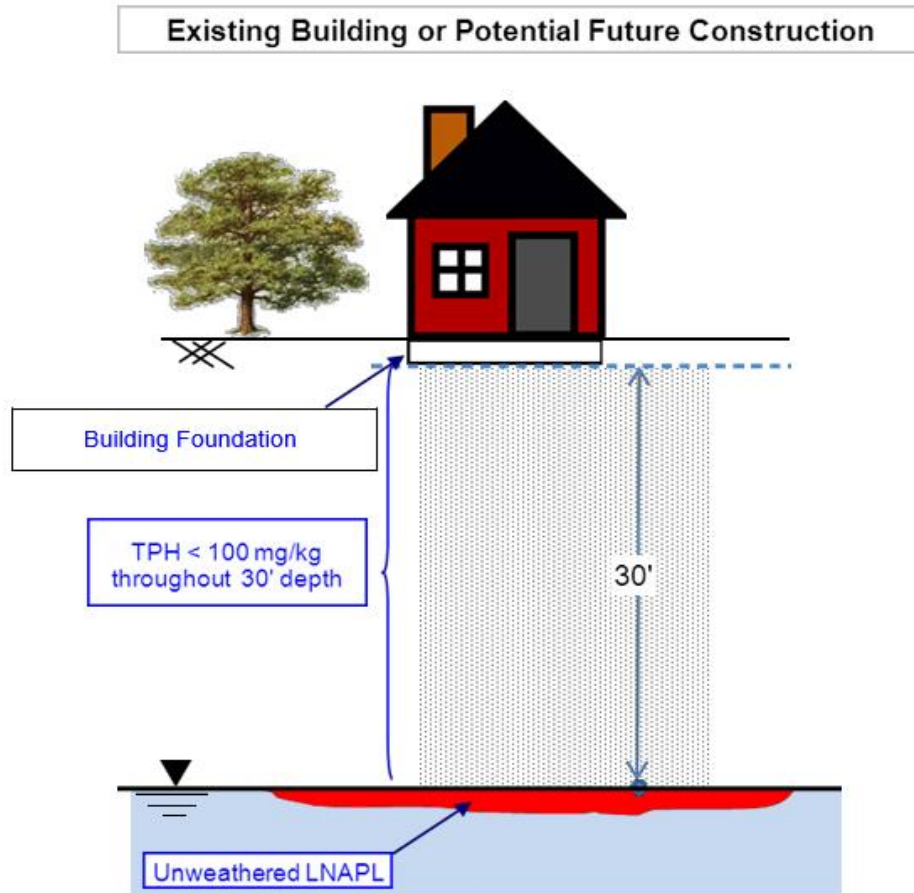 Existing Building or Potential Future Construction
Building Foundation
TPH < 100 mg/kg
throughout 30' depth
30'
Unweathered LNAPL